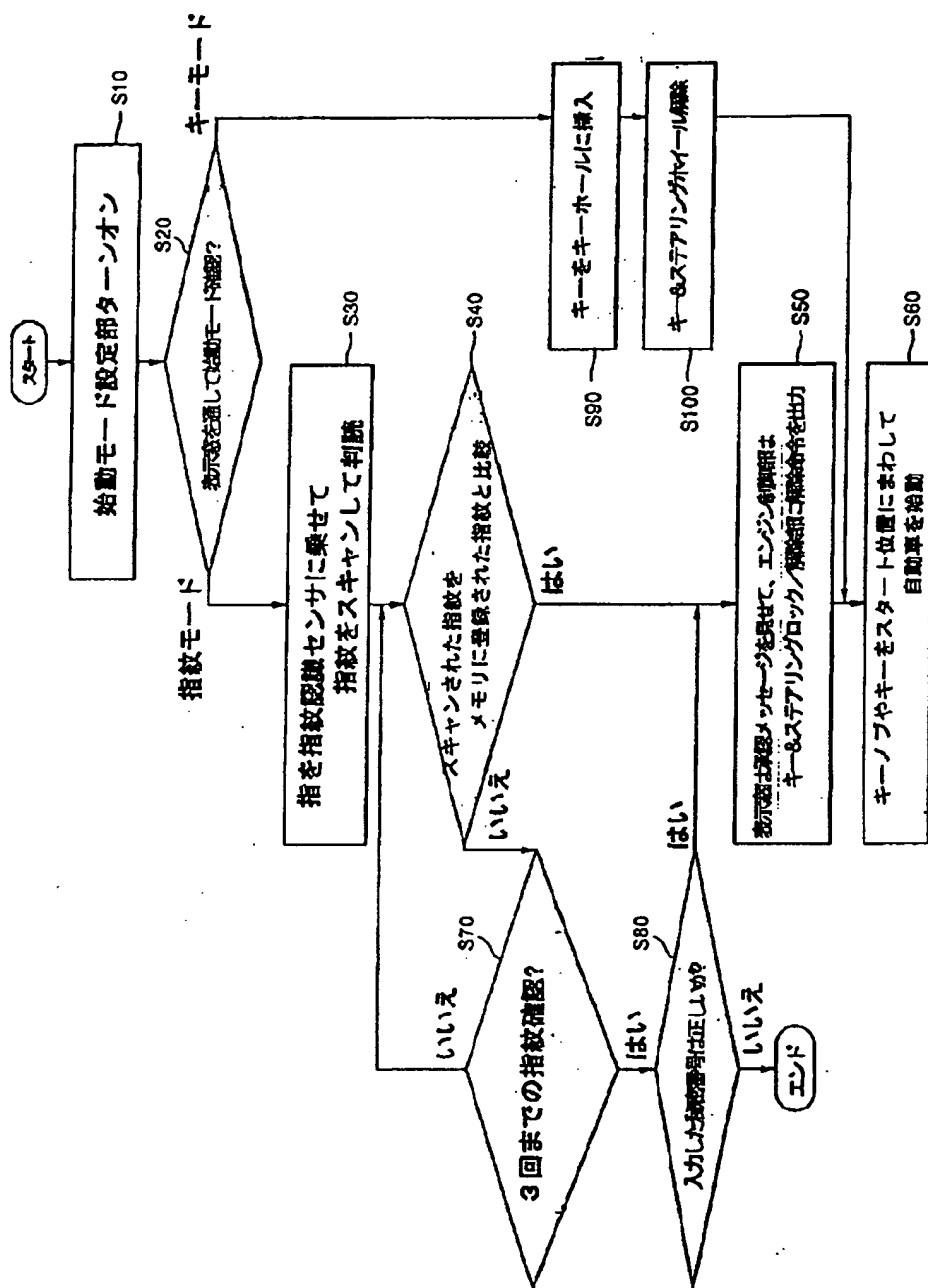 スタート
始動モード設定部ターンオン
S10
表示窓を通して始動モード確認?
S20
指紋モード
キーモード
指を指紋認識センサに乗せて
指紋をスキャンして判読
S30
スキャンされた指紋を
メモリに登録された指紋と比較
S40
いいえ
はい
3回までの指紋確認?
S70
いいえ
はい
入力した秘密番号は正しいか?
S80
はい
いいえ
エンド
キーをキーホールに挿入
S90
キー&ステアリングホイール解除
S100
表示窓は承認メッセージを見せて、エンジン制御部は
キー&ステアリングロック/解除部に解除命令を出力
S50
キーノブやキーをスタート位置にまわして
自動車を始動
S60